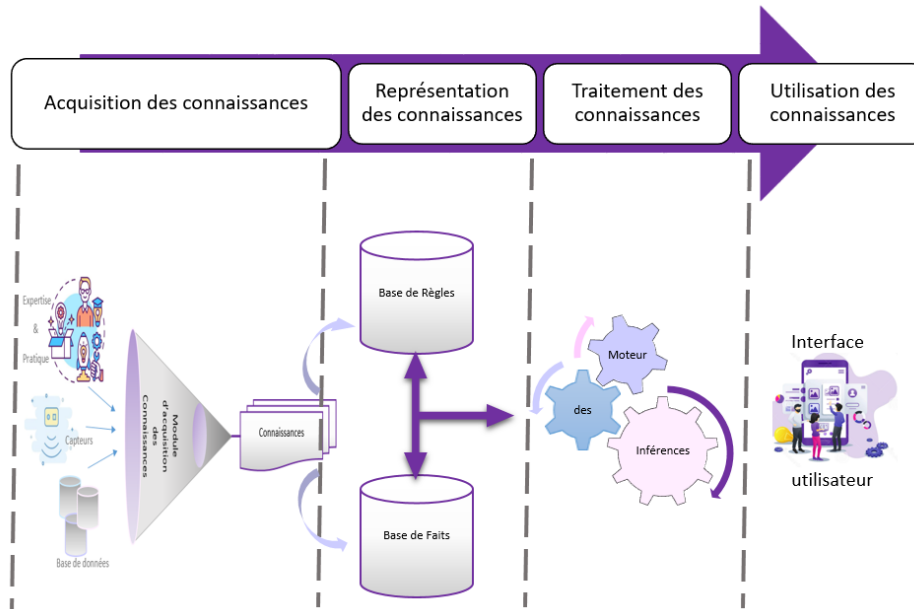 Acquisition des connaissances
Représentation
des connaissances
Traitement des
connaissances
Utilisation des
connaissances
Expertise
&
Pratique
Capteurs
Base de données
Module
d'acquisition
des
Connaissances
Connaissances
Base de Règles
Base de Faits
Moteur
des
Inférences
Interface
utilisateur